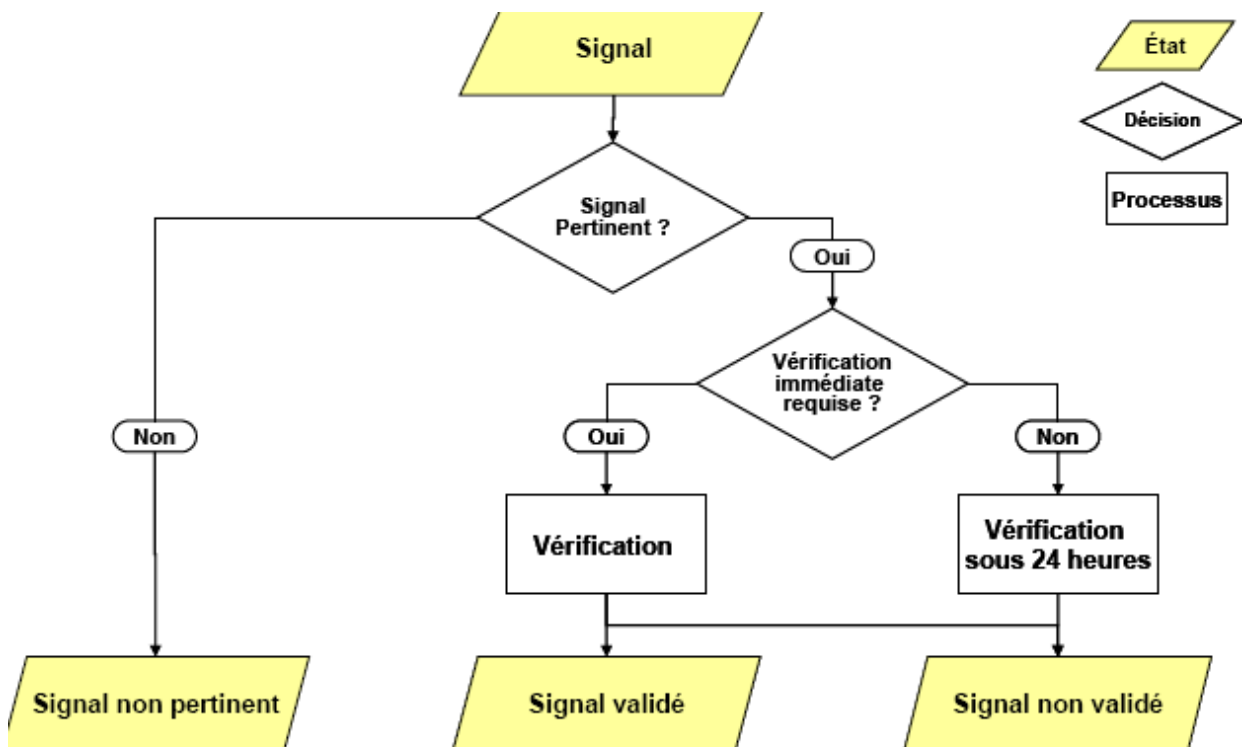 Signal
État
Décision
Processus
Signal
Pertinent ?
Oui
Vérification
immédiate
requise ?
Non
Oui
Non
Vérification
Vérification
sous 24 heures
Signal non pertinent
Signal validé
Signal non validé